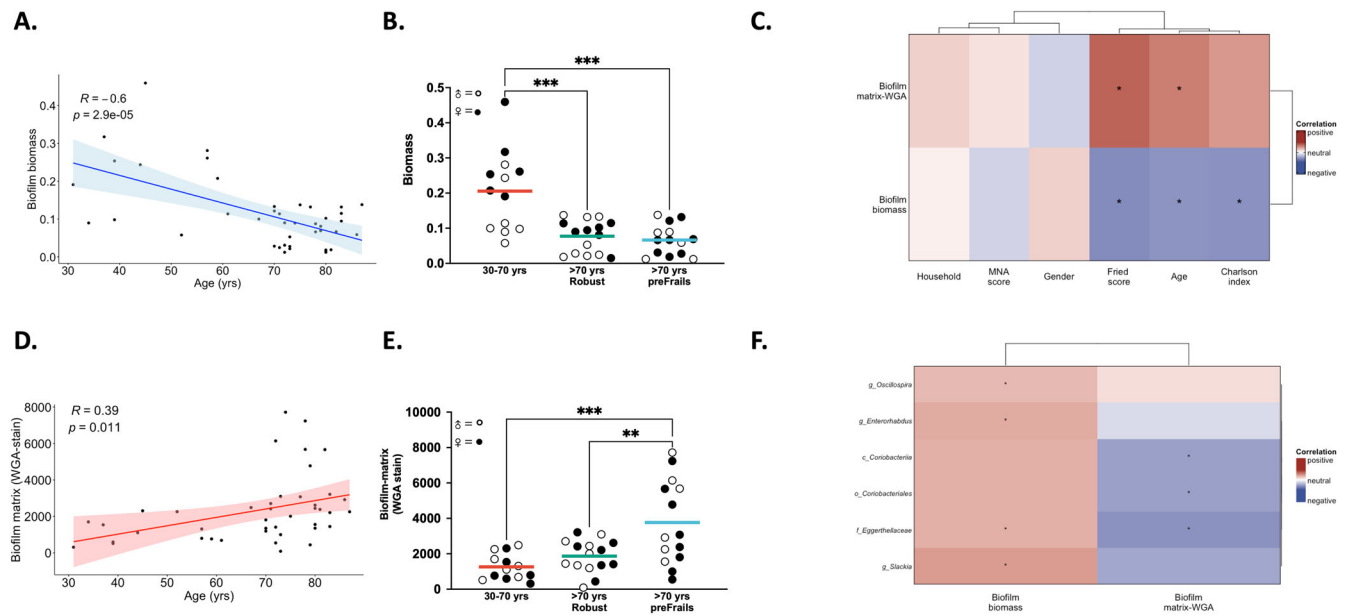 A.
R = −0.6
p = 2.9e-05
Biofilm biomass
0.4
0.3
0.2
0.1
0.0
30 40 50 60 70 80
Age (yrs)
B.
♂ = o
♀ = ●
***
***
Biomass
0.5
0.4
0.3
0.2
0.1
0.0
30-70 yrs >70 yrs >70 yrs
Robust preFrails
C.
Biofilm
matrix-WGA
* *
Biofilm
biomass
* * *
Household MNA Gender Fried Age Charlson
score score index
Correlation
positive
neutral
negative
D.
R = 0.39
p = 0.011
Biofilm matrix (WGA-stain)
8000
6000
4000
2000
0
30 40 50 60 70 80
Age (yrs)
E.
♂ = o
♀ = ●
***
**
Biofilm-matrix
(WGA stain)
10000
8000
6000
4000
2000
0
30-70 yrs >70 yrs >70 yrs
Robust preFrails
F.
g_Oscillospira *
g_Enterorhabdus *
c_Coriobacteriia *
o_Coriobacteriales *
f_Eggerthellaceae * *
g_Slackia *
Biofilm Biofilm
biomass matrix-WGA
Correlation
positive
neutral
negative